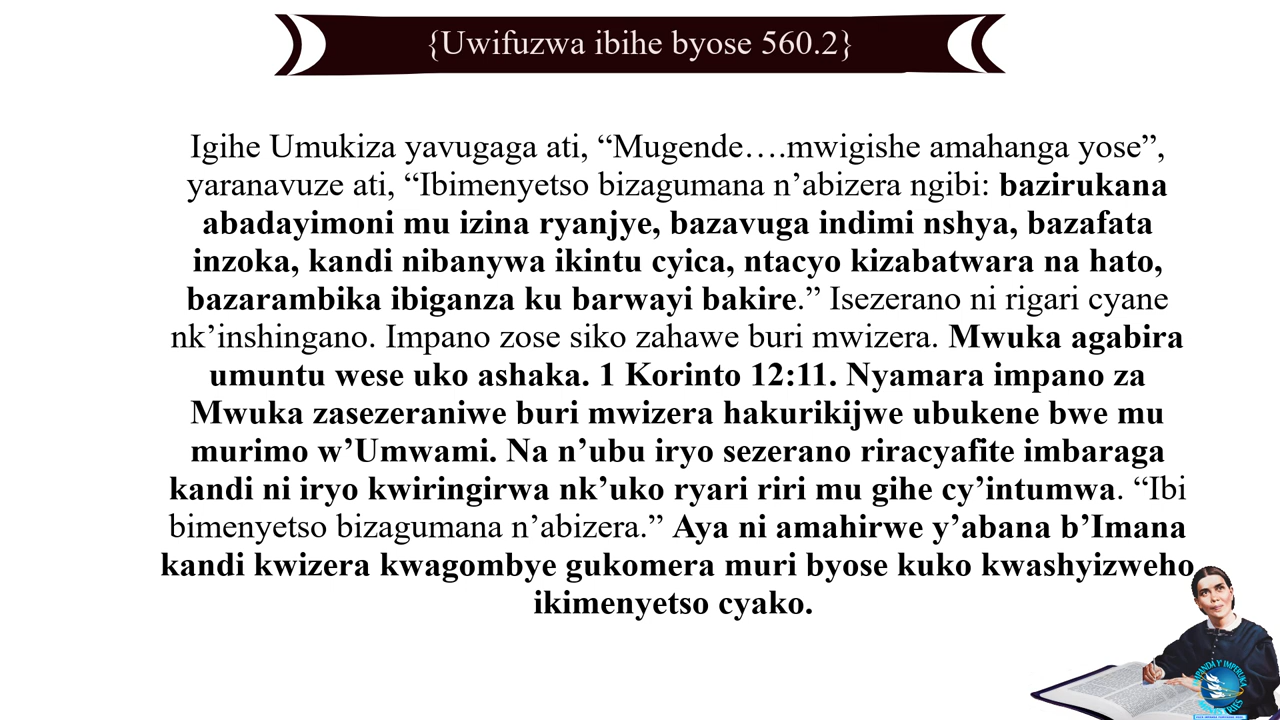 {Uwifuzwa ibihe byose 560.2}
Igihe Umukiza yavugaga ati, “Mugende….mwigishe amahanga yose”,
yaranavuze ati, “Ibimenyetso bizagumana n’abizera ngibi: bazirukana
abadayimoni mu izina ryanjye, bazavuga indimi nshya, bazafata
inzoka, kandi nibanywa ikintu cyica, ntacyo kizabatwara na hato,
bazarambika ibiganza ku barwayi bakire.” Isezerano ni rigari cyane
nk’inshingano. Impano zose siko zahawe buri mwizera. Mwuka agabira
umuntu wese uko ashaka. 1 Korinto 12:11. Nyamara impano za
Mwuka zasezeraniwe buri mwizera hakurikijwe ubukene bwe mu
murimo w’Umwami. Na n’ubu iryo sezerano riracyafite imbaraga
kandi ni iryo kwiringirwa nk’uko ryari riri mu gihe cy’intumwa. “Ibi
bimenyetso bizagumana n’abizera.” Aya ni amahirwe y’abana b’Imana
kandi kwizera kwagombye gukomera muri byose kuko kwashyizweho
ikimenyetso cyako.